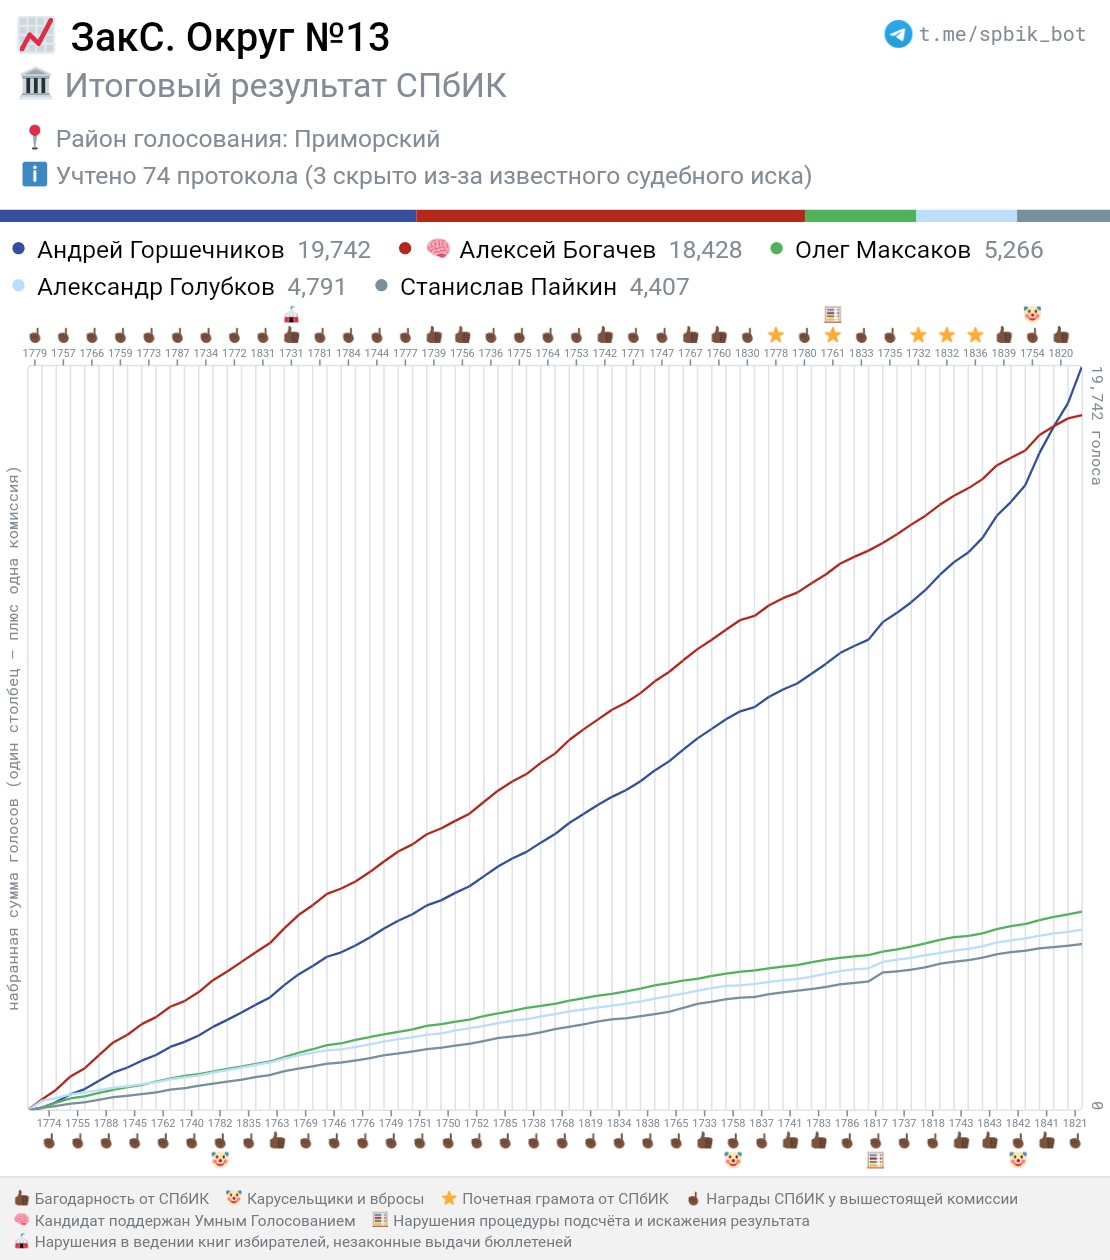 ЗакС. Округ №13
t.me/spbik_bot
Итоговый результат СПбИК
Район голосования: Приморский
Учтено 74 протокола (3 скрыто из-за известного судебного иска)
Андрей Горшечников 19,742 Алексей Богачев 18,428 Олег Максаков 5,266
Александр Голубков 4,791 Станислав Пайкин 4,407
1779 1757 1766 1759 1773 1787 1734 1772 1831 1731 1781 1784 1744 1777 1739 1756 1736 1775 1764 1753 1742 1771 1747 1767 1760 1830 1778 1780 1761 1833 1735 1732 1832 1836 1839 1754 1820
19,742 голоса
набранная сумма голосов (один столбец — плюс одна комиссия)
0
1774 1755 1788 1745 1762 1740 1782 1835 1763 1769 1746 1776 1749 1751 1750 1752 1785 1738 1768 1819 1834 1838 1765 1733 1758 1837 1741 1783 1786 1817 1737 1818 1743 1843 1842 1841 1821
Багодарность от СПбИК Карусельщики и вбросы Почетная грамота от СПбИК Награды СПбИК у вышестоящей комиссии
Кандидат поддержан Умным Голосованием Нарушения процедуры подсчёта и искажения результата
Нарушения в ведении книг избирателей, незаконные выдачи бюллетеней